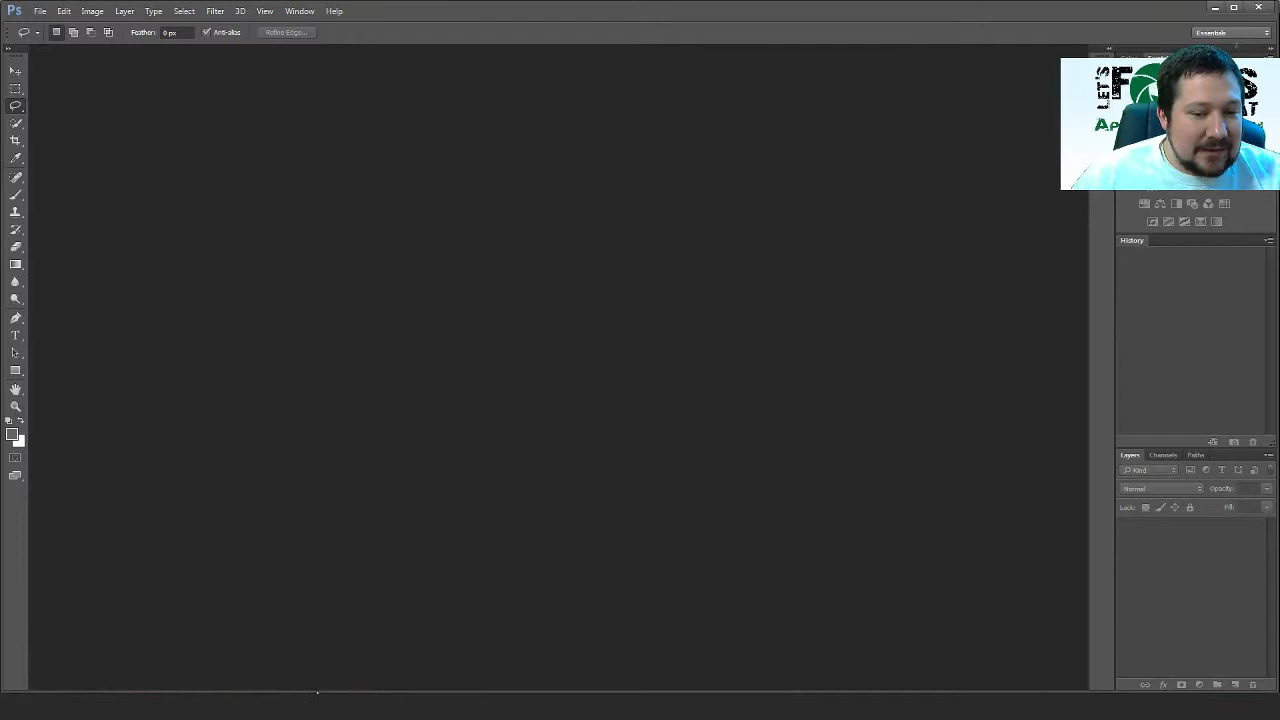 Ps File Edit Image Layer Type Select Filter 3D View Window Help
Feather: 0 px Anti-alias Refine Edge... Essentials
LET'S
History
Layers Channels Paths
Kind
Normal Opacity:
Lock: Fill: